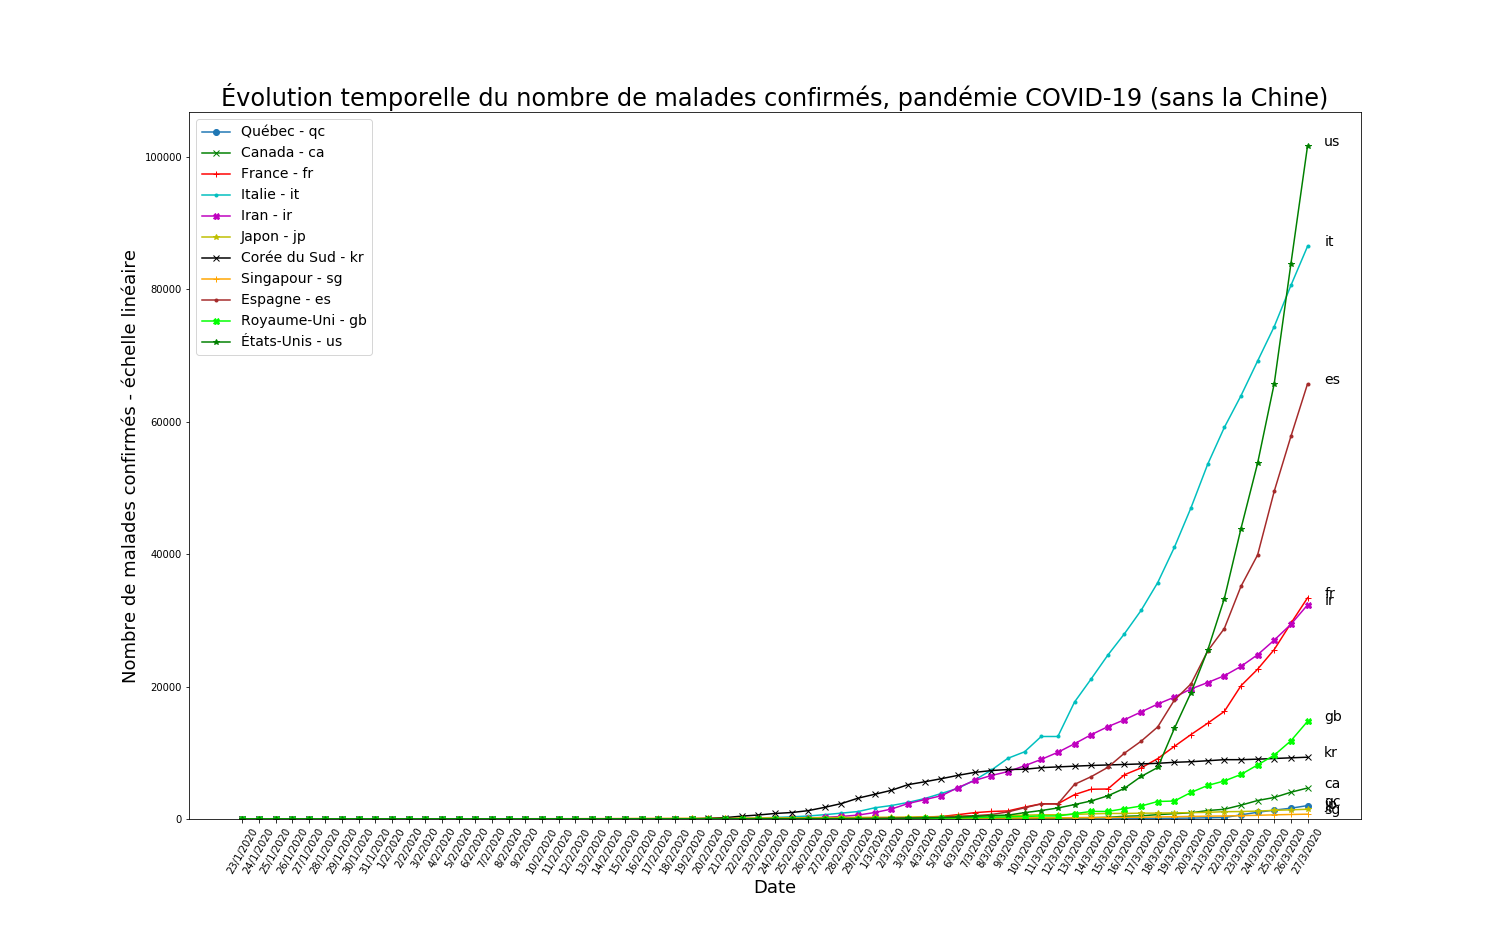 Évolution temporelle du nombre de malades confirmés, pandémie COVID-19 (sans la Chine)
Québec - qc
Canada - ca
France - fr
Italie - it
Iran - ir
Japon - jp
Corée du Sud - kr
Singapour - sg
Espagne - es
Royaume-Uni - gb
États-Unis - us
Nombre de malades confirmés - échelle linéaire
100000
80000
60000
40000
20000
0
us
it
es
fr
ir
gb
kr
ca
qc
sg
23/1/2020
24/1/2020
25/1/2020
26/1/2020
27/1/2020
28/1/2020
29/1/2020
30/1/2020
31/1/2020
1/2/2020
2/2/2020
3/2/2020
4/2/2020
5/2/2020
6/2/2020
7/2/2020
8/2/2020
9/2/2020
10/2/2020
11/2/2020
12/2/2020
13/2/2020
14/2/2020
15/2/2020
16/2/2020
17/2/2020
18/2/2020
19/2/2020
20/2/2020
21/2/2020
22/2/2020
23/2/2020
24/2/2020
25/2/2020
26/2/2020
27/2/2020
28/2/2020
29/2/2020
1/3/2020
2/3/2020
3/3/2020
4/3/2020
5/3/2020
6/3/2020
7/3/2020
8/3/2020
9/3/2020
10/3/2020
11/3/2020
12/3/2020
13/3/2020
14/3/2020
15/3/2020
16/3/2020
17/3/2020
18/3/2020
19/3/2020
20/3/2020
21/3/2020
22/3/2020
23/3/2020
24/3/2020
25/3/2020
26/3/2020
27/3/2020
Date